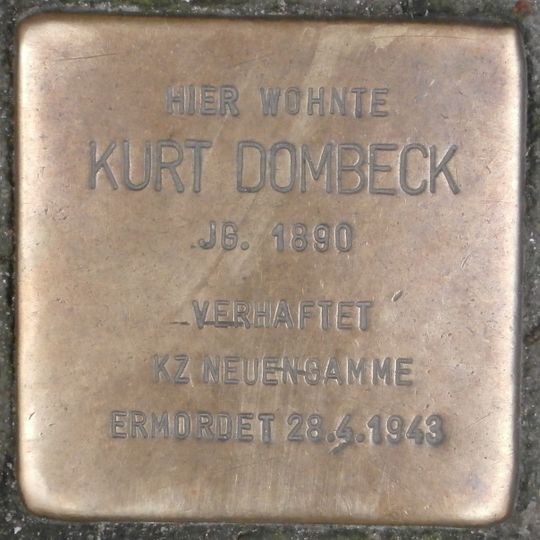 HIER WOHNTE
KURT DOMBECK
JG. 1890
VERHAFTET
KZ NEUENGAMME
ERMORDET 28.4.1943